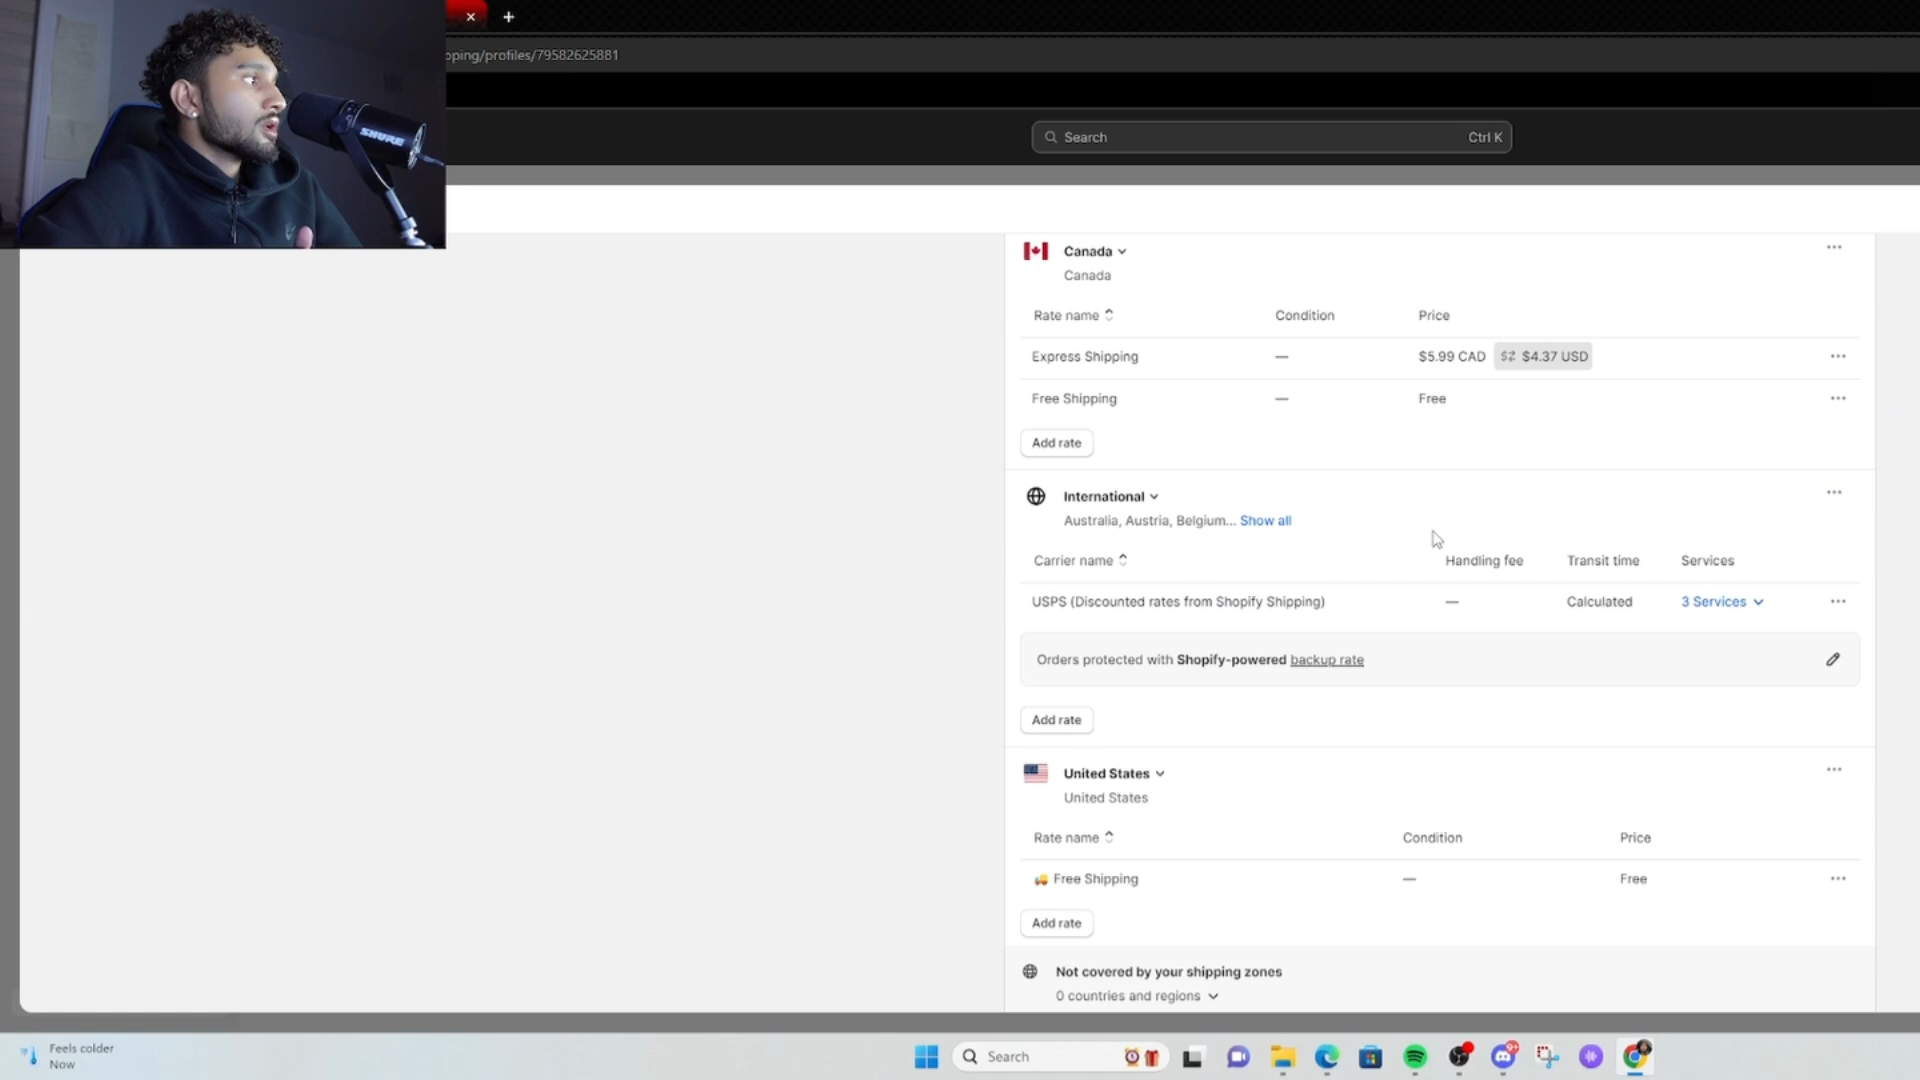 pping/profiles/79582625881
SHURE
Search
Ctrl K
Canada
Canada
Rate name
Condition
Price
Express Shipping
—
$5.99 CAD
$4.37 USD
Free Shipping
—
Free
Add rate
International
Australia, Austria, Belgium... Show all
Carrier name
Handling fee
Transit time
Services
USPS (Discounted rates from Shopify Shipping)
—
Calculated
3 Services
Orders protected with Shopify-powered backup rate
Add rate
United States
United States
Rate name
Condition
Price
Free Shipping
—
Free
Add rate
Not covered by your shipping zones
0 countries and regions
Feels colder
Now
Search
9+